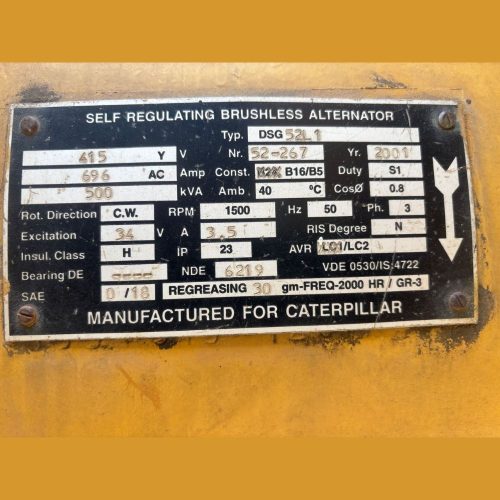 SELF REGULATING BRUSHLESS ALTERNATOR
Typ. DSG 52L1
415 Y V Nr. 52-267 Yr. 2001
696 AC Amp Const. B16/B5 Duty S1
500 kVA Amb. 40 °C CosØ 0.8
Rot. Direction C.W. RPM 1500 Hz 50 Ph. 3
Excitation 34 V A 3.5 RIS Degree N
Insul. Class H IP 23 AVR LC1/LC2
Bearing DE NDE 6219 VDE 0530/IS:4722
SAE 0/18 REGREASING 30 gm-FREQ-2000 HR / GR-3
MANUFACTURED FOR CATERPILLAR